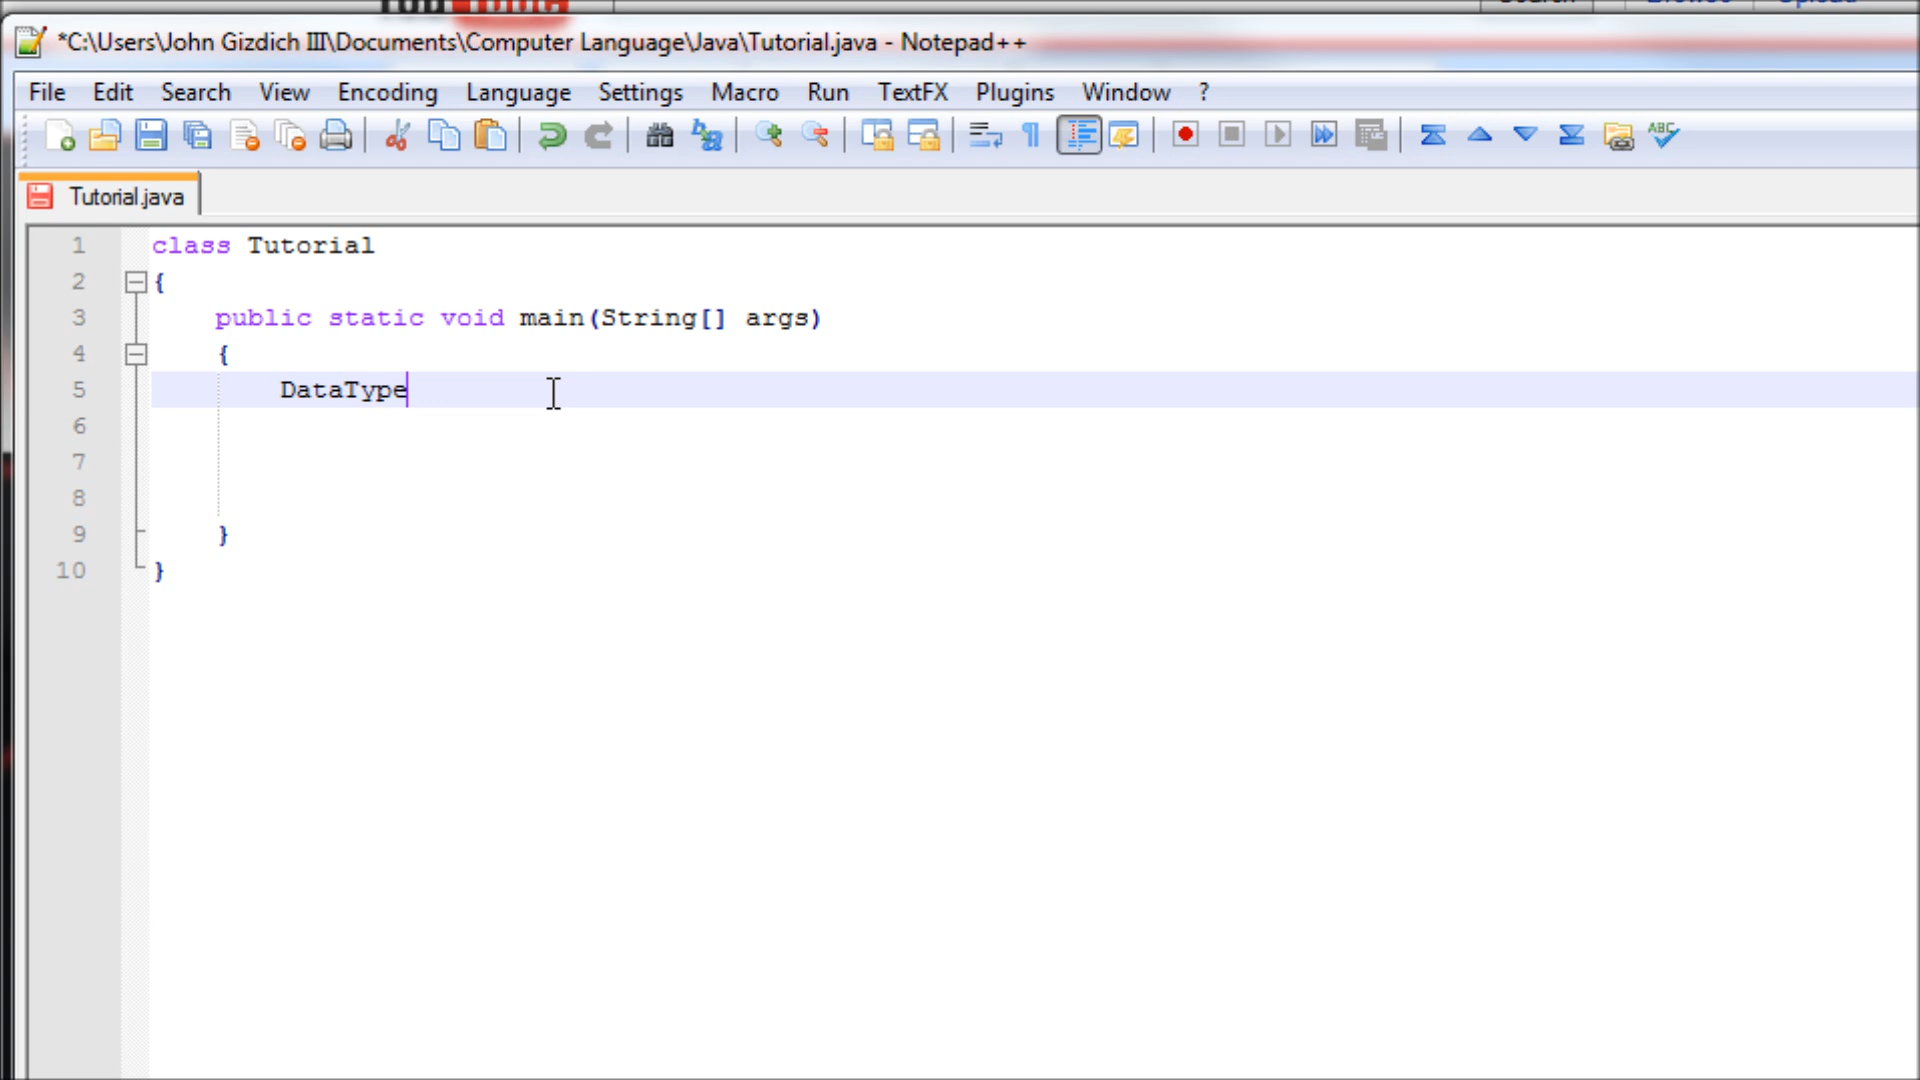 *C:\Users\John Gizdich III\Documents\Computer Language\Java\Tutorial.java - Notepad++
File Edit Search View Encoding Language Settings Macro Run TextFX Plugins Window ?
ABC
Tutorial.java
1 class Tutorial
2 {
3 public static void main(String[] args)
4 {
5 DataType
6
7
8
9 }
10 }